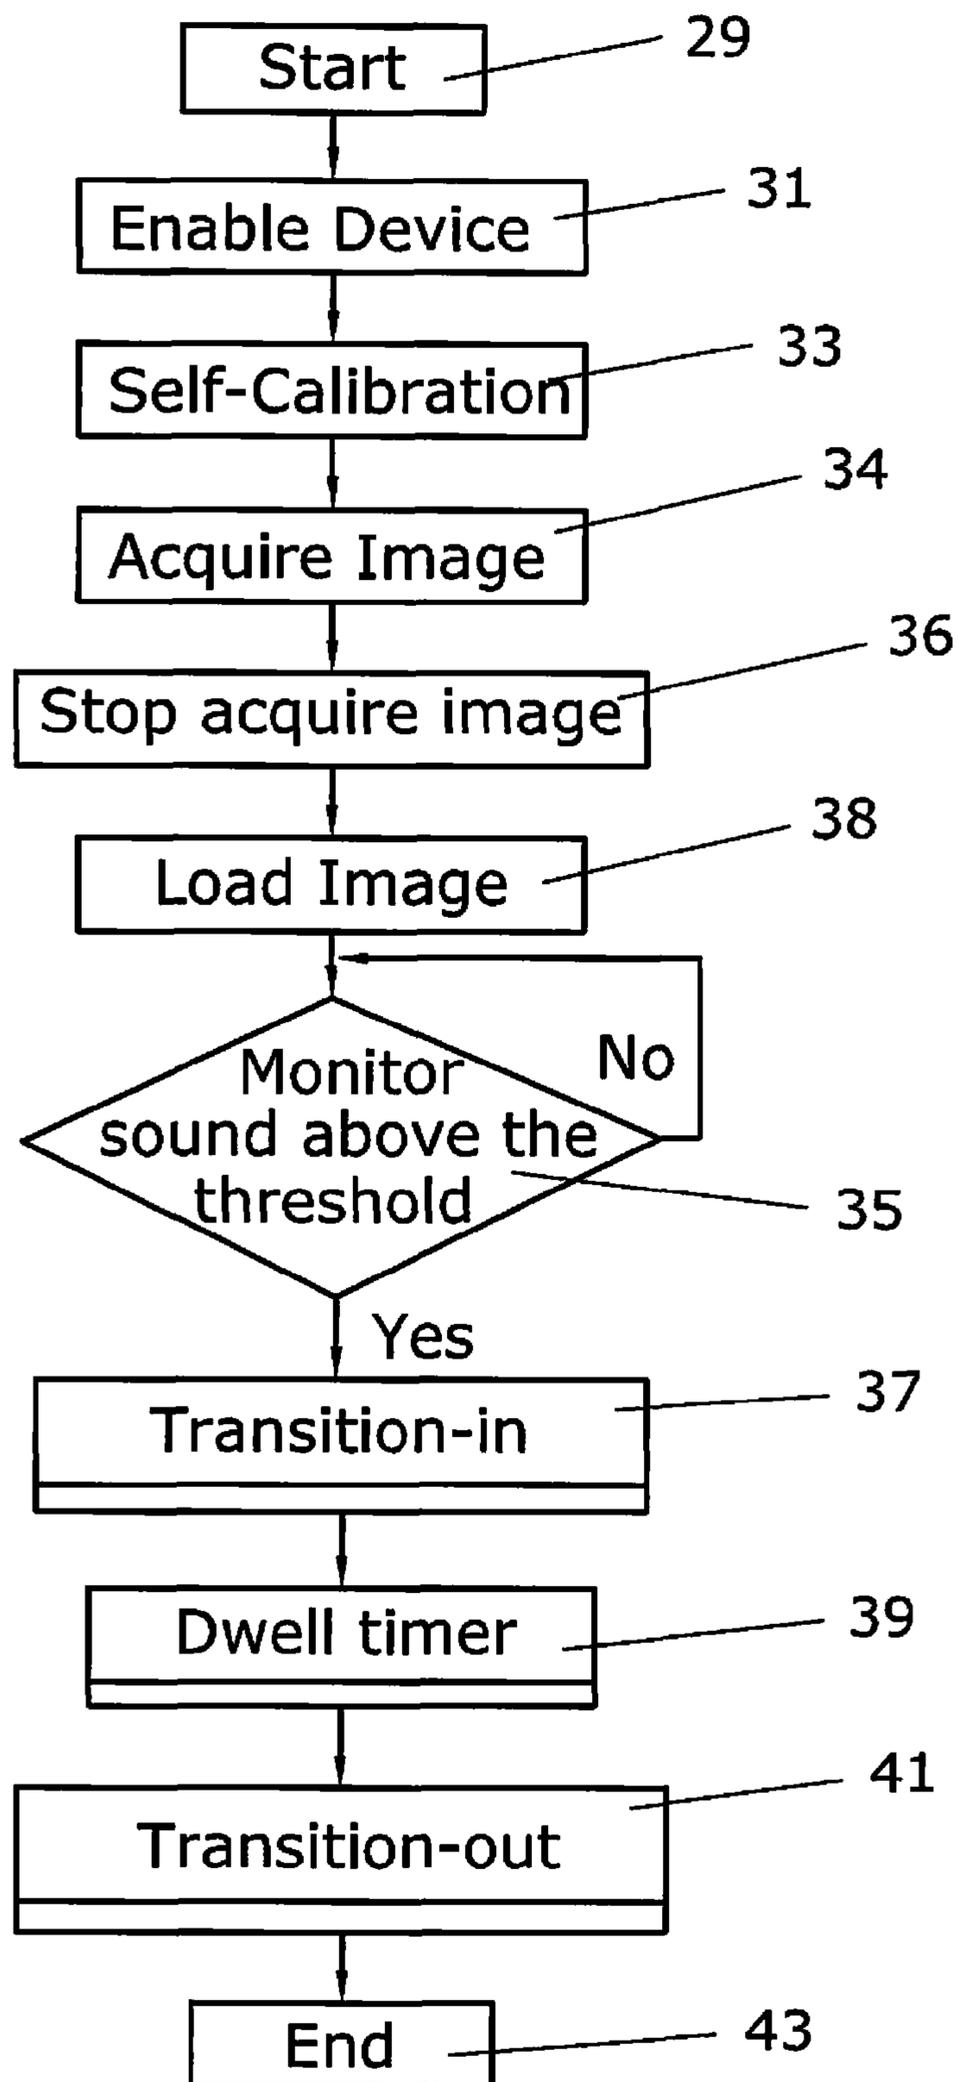 Start
29
Enable Device
31
Self-Calibration
33
Acquire Image
34
Stop acquire image
36
Load Image
38
Monitor
sound above the
threshold
No
35
Yes
Transition-in
37
Dwell timer
39
Transition-out
41
End
43